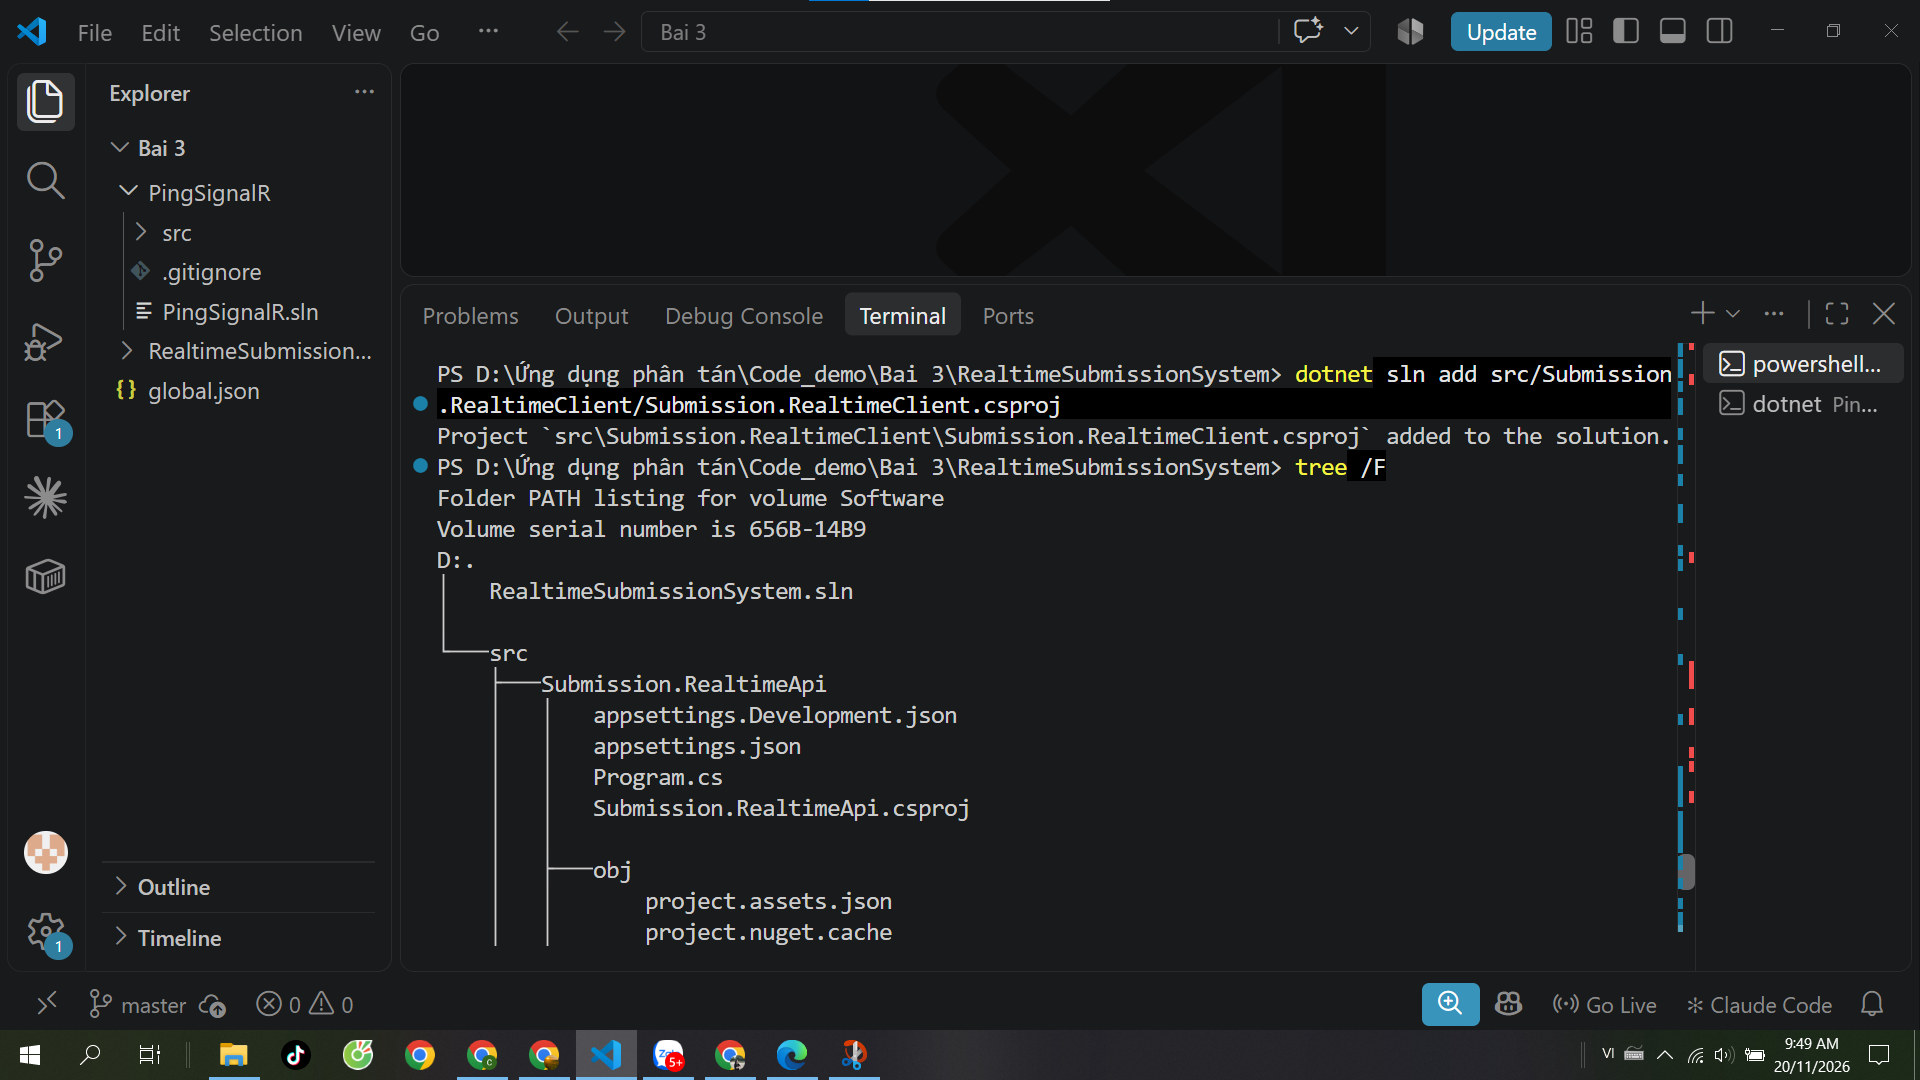 File Edit Selection View Go ···
Bai 3
Update
Explorer
Bai 3
PingSignalR
src
.gitignore
PingSignalR.sln
RealtimeSubmission...
{} global.json
Outline
Timeline
1
1
Problems Output Debug Console Terminal Ports
PS D:\Ứng dụng phân tán\Code_demo\Bai 3\RealtimeSubmissionSystem> dotnet sln add src/Submission
.RealtimeClient/Submission.RealtimeClient.csproj
Project `src\Submission.RealtimeClient\Submission.RealtimeClient.csproj` added to the solution.
PS D:\Ứng dụng phân tán\Code_demo\Bai 3\RealtimeSubmissionSystem> tree /F
Folder PATH listing for volume Software
Volume serial number is 656B-14B9
D:.
RealtimeSubmissionSystem.sln
src
Submission.RealtimeApi
appsettings.Development.json
appsettings.json
Program.cs
Submission.RealtimeApi.csproj
obj
project.assets.json
project.nuget.cache
powershell...
dotnet Pin...
master
0 0
Go Live
Claude Code
5+
VI
9:49 AM
20/11/2026